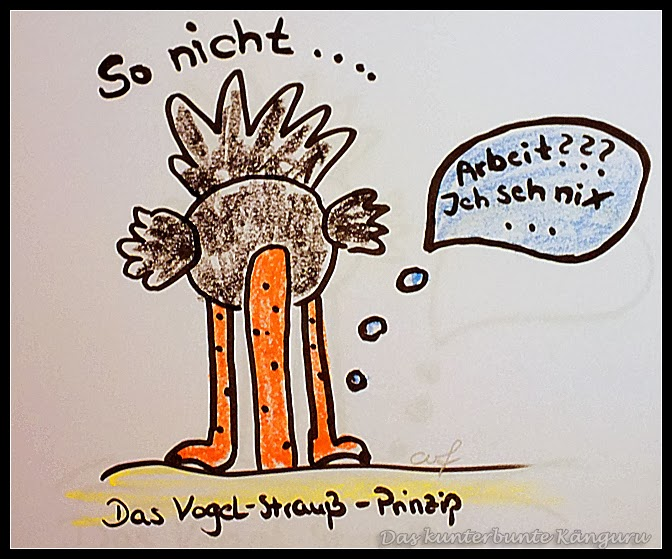 So nicht....
Arbeit???
Ich seh nix
...
Das Vogel-Strauß-Prinzip
Das kunterbunte Känguru